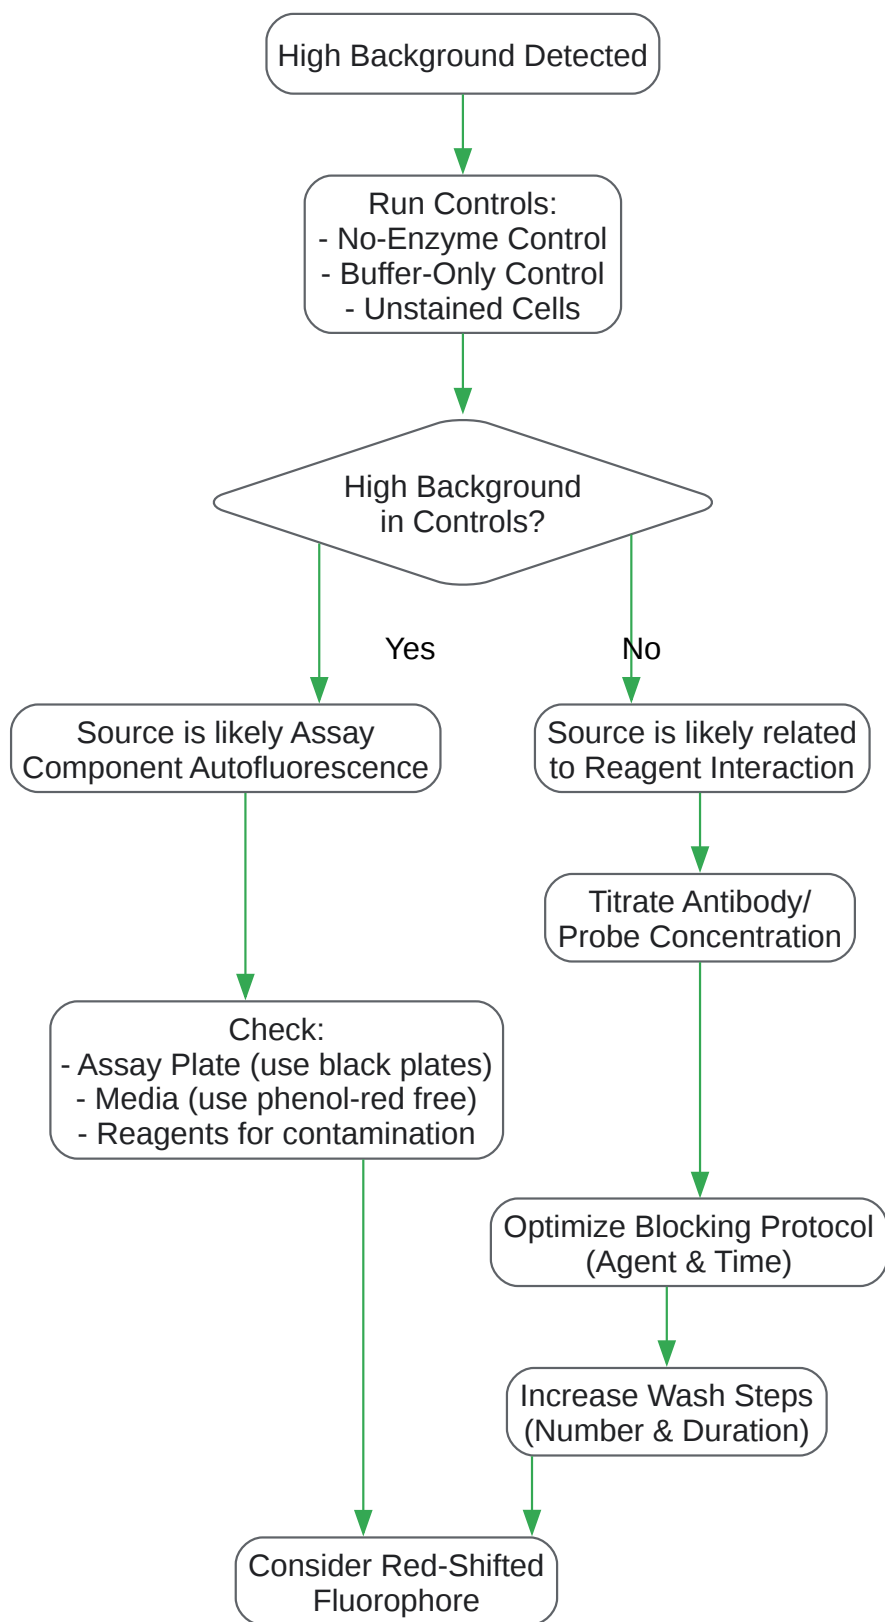 High Background Detected
Run Controls:
- No-Enzyme Control
- Buffer-Only Control
- Unstained Cells
High Background
in Controls?
Yes
No
Source is likely Assay
Component Autofluorescence
Source is likely related
to Reagent Interaction
Titrate Antibody/
Probe Concentration
Check:
- Assay Plate (use black plates)
- Media (use phenol-red free)
- Reagents for contamination
Optimize Blocking Protocol
(Agent & Time)
Increase Wash Steps
(Number & Duration)
Consider Red-Shifted
Fluorophore